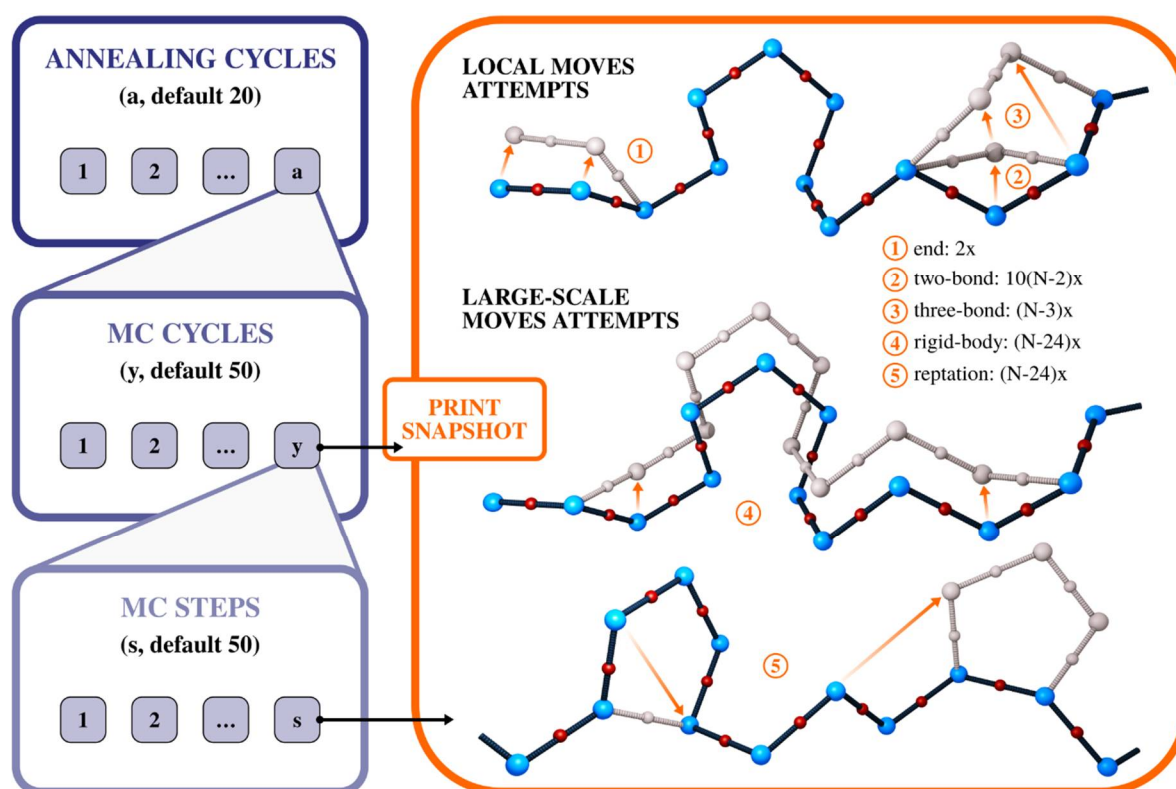 ANNEALING CYCLES
(a, default 20)
1 2 ... a
MC CYCLES
(y, default 50)
1 2 ... y
MC STEPS
(s, default 50)
1 2 ... s
PRINT
SNAPSHOT
LOCAL MOVES
ATTEMPTS
1
3
2
1 end: 2x
2 two-bond: 10(N-2)x
3 three-bond: (N-3)x
4 rigid-body: (N-24)x
5 reptation: (N-24)x
LARGE-SCALE
MOVES ATTEMPTS
4
5